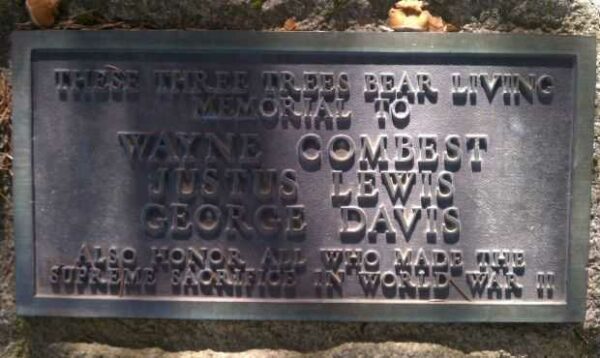 THESE THREE TREES BEAR LIVING
MEMORIAL TO
WAYNE COMBEST
JUSTUS LEWIS
GEORGE DAVIS
ALSO HONOR ALL WHO MADE THE
SUPREME SACRIFICE IN WORLD WAR II